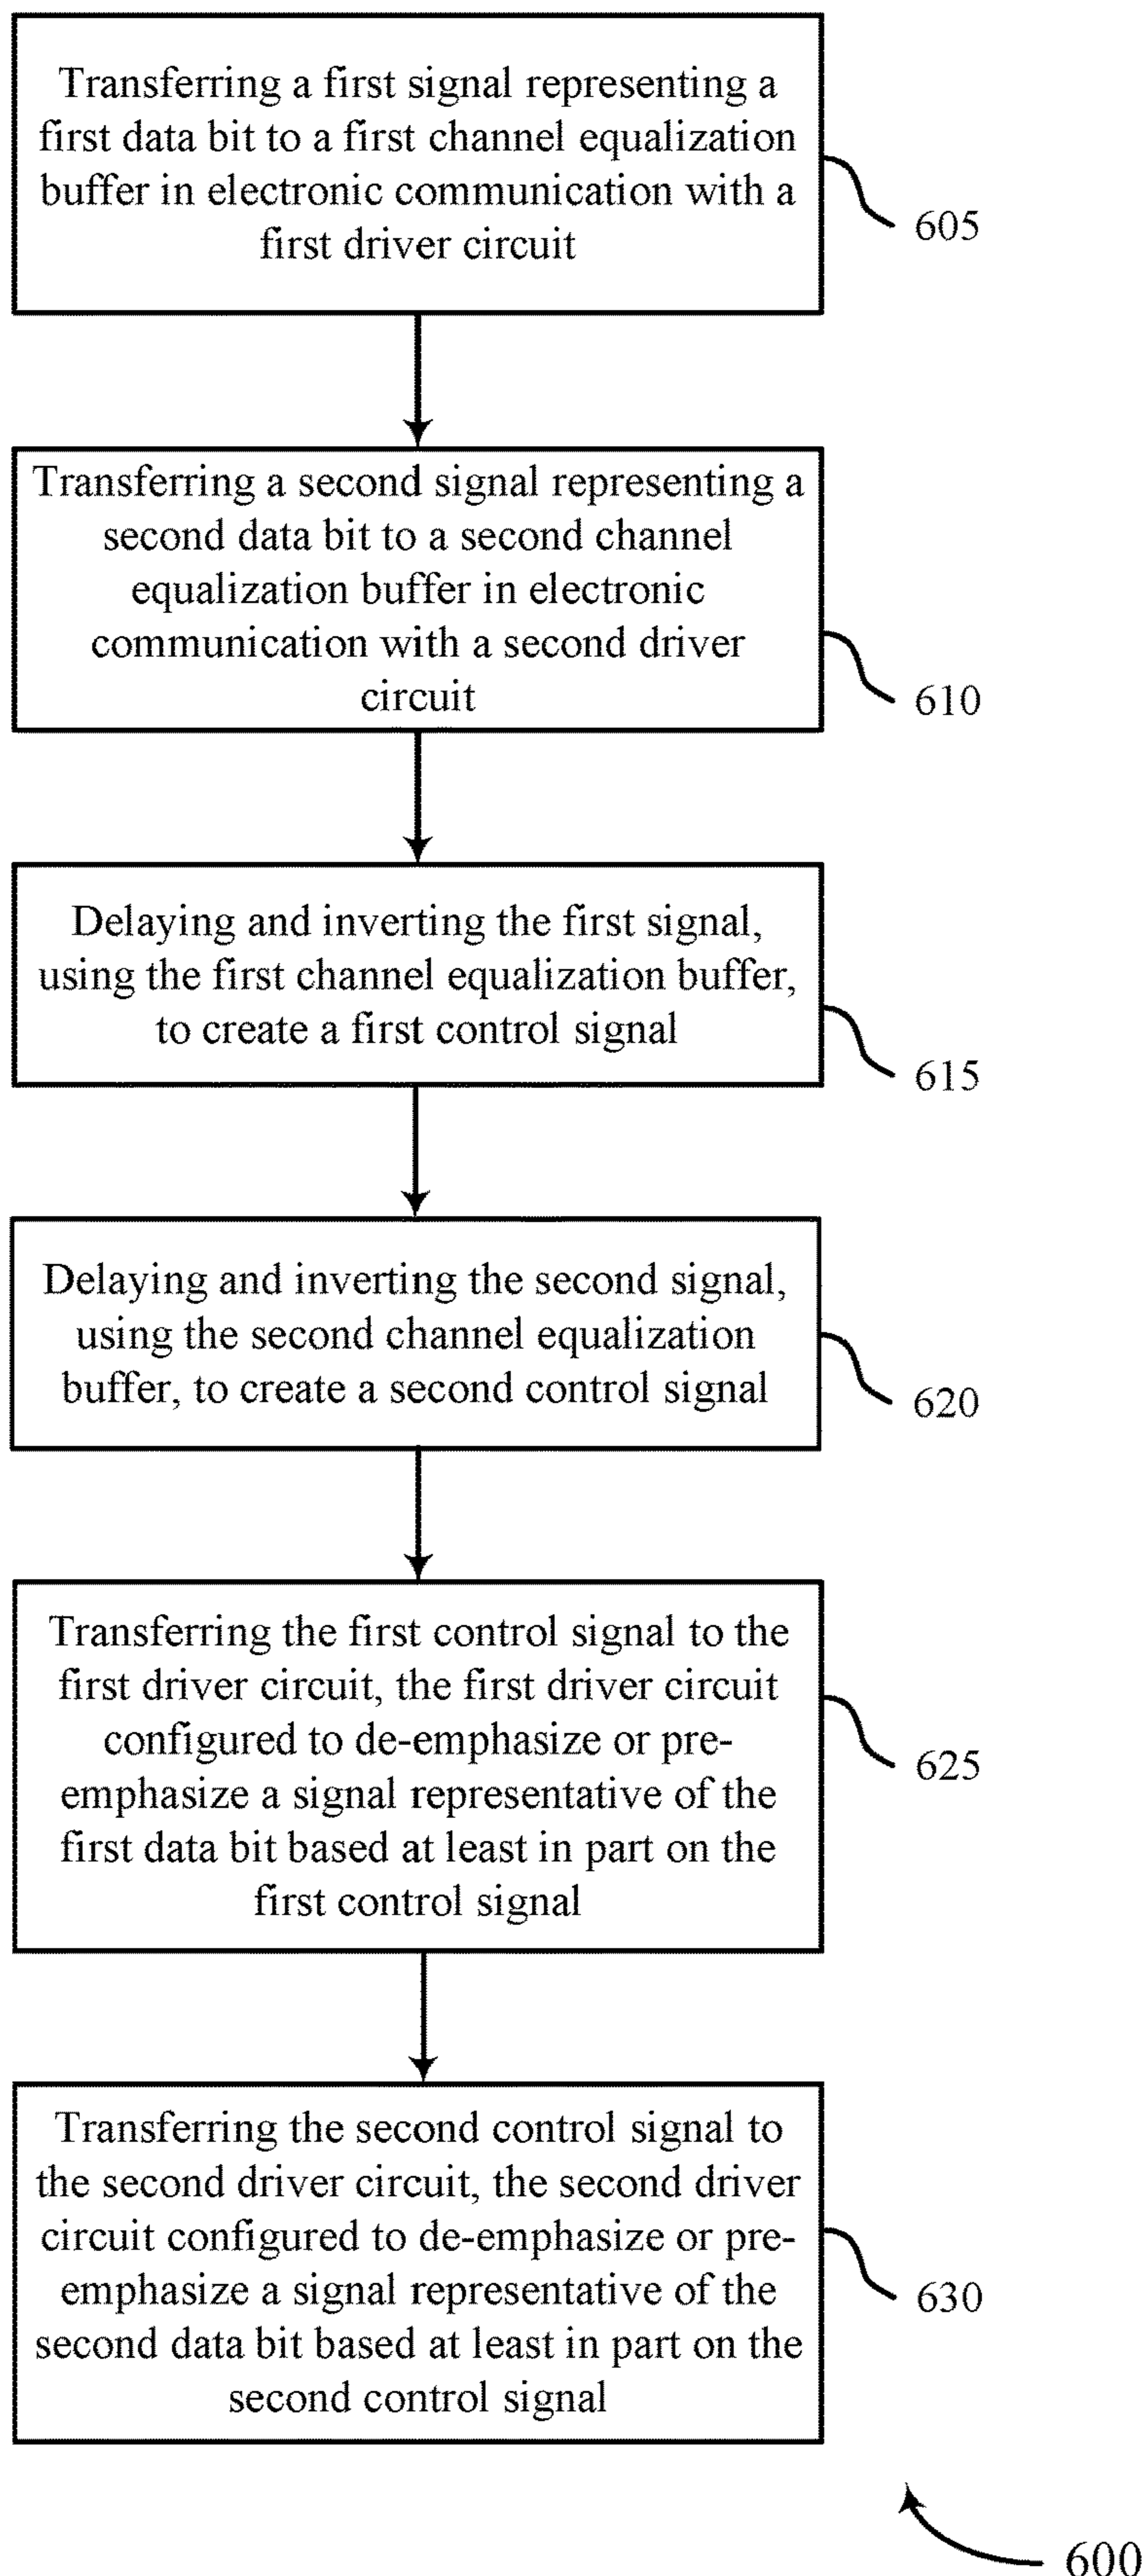 Transferring a first signal representing a
first data bit to a first channel equalization
buffer in electronic communication with a
first driver circuit
605
Transferring a second signal representing a
second data bit to a second channel
equalization buffer in electronic
communication with a second driver
circuit
610
Delaying and inverting the first signal,
using the first channel equalization buffer,
to create a first control signal
615
Delaying and inverting the second signal,
using the second channel equalization
buffer, to create a second control signal
620
Transferring the first control signal to the
first driver circuit, the first driver circuit
configured to de-emphasize or pre-
emphasize a signal representative of the
first data bit based at least in part on the
first control signal
625
Transferring the second control signal to
the second driver circuit, the second driver
circuit configured to de-emphasize or pre-
emphasize a signal representative of the
second data bit based at least in part on the
second control signal
630
600